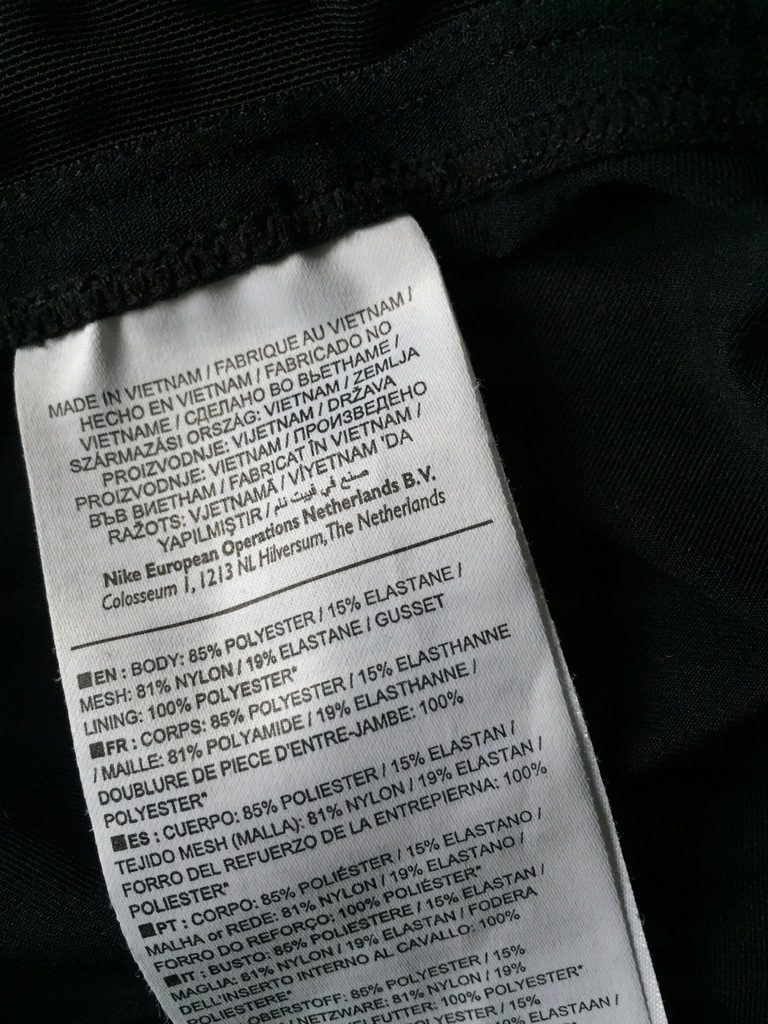 MADE IN VIETNAM / FABRIQUE AU VIETNAM /
HECHO EN VIETNAM / FABRICADO NO
VIETNAME / СДЕЛАНО ВО ВЬЕТНАМЕ /
SZÁRMAZÁSI ORSZÁG: VIETNAM / ZEMLJA
PROIZVODNJE: VIJETNAM / DRŽAVA
PROIZVODNJE: VIETNAM / ПРОИЗВЕДЕНО
ВЪВ ВИЕТНАМ / FABRICAT ÎN VIETNAM /
RAŽOTS: VJETNAMĀ / VİYETNAM 'DA
YAPILMIŞTIR / صنع في فييت نام
Nike European Operations Netherlands B.V.
Colosseum 1, 1213 NL Hilversum, The Netherlands
■EN : BODY: 85% POLYESTER / 15% ELASTANE /
MESH: 81% NYLON / 19% ELASTANE / GUSSET
LINING: 100% POLYESTER*
■FR : CORPS: 85% POLYESTER / 15% ELASTHANNE
/ MAILLE: 81% POLYAMIDE / 19% ELASTHANNE /
DOUBLURE DE PIECE D'ENTRE-JAMBE: 100%
POLYESTER*
■ES : CUERPO: 85% POLIESTER / 15% ELASTAN /
TEJIDO MESH (MALLA): 81% NYLON / 19% ELASTAN /
FORRO DEL REFUERZO DE LA ENTREPIERNA: 100%
POLIESTER*
■PT : CORPO: 85% POLIÉSTER / 15% ELASTANO /
MALHA or REDE: 81% NYLON / 19% ELASTANO /
FORRO DO REFORÇO: 100% POLIÉSTER*
■IT : BUSTO: 85% POLIESTERE / 15% ELASTAN /
MAGLIA: 81% NYLON / 19% ELASTAN / FODERA
DELL'INSERTO INTERNO AL CAVALLO: 100%
POLIESTERE*
OBERSTOFF: 85% POLYESTER / 15%
/ NETZWARE: 81% NYLON / 19%
FUTTER: 100% POLYESTER*
POLYESTER / 15%
ELASTAAN /